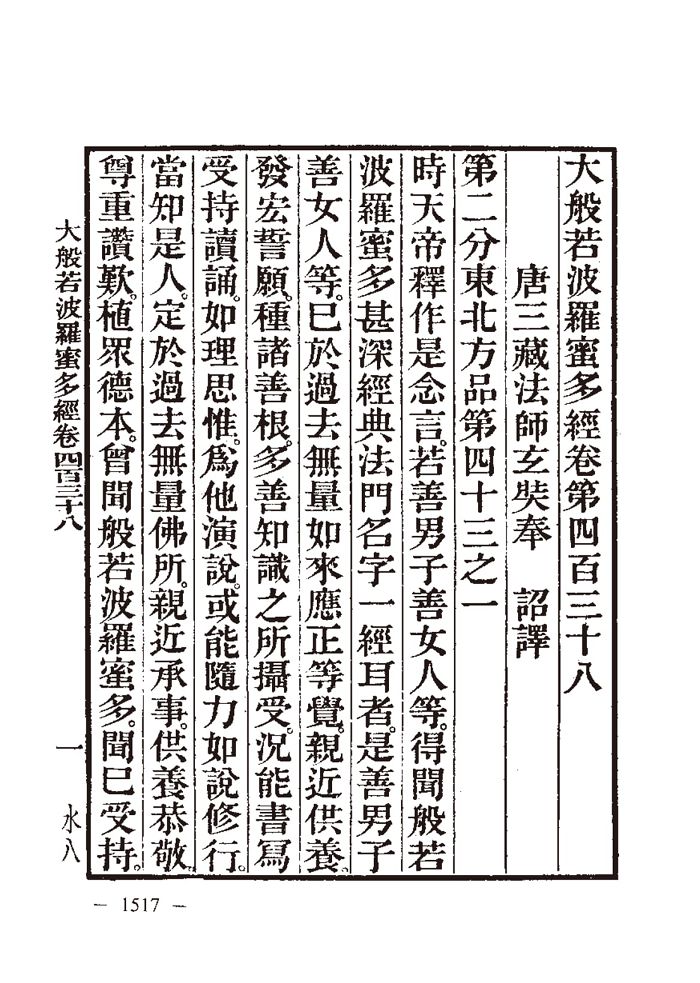 大般若波羅蜜多經卷第四百三十八
唐三藏法師玄奘奉　詔譯
第二分東北方品第四十三之一
時天帝釋作是念言。若善男子善女人等。得聞般若
波羅蜜多甚深經典法門名字一經耳者。是善男子
善女人等。已於過去無量如來應正等覺。親近供養。
發宏誓願。種諸善根。多善知識之所攝受。況能書寫
受持讀誦。如理思惟。爲他演說。或能隨力如說修行。
當知是人。定於過去無量佛所。親近承事。供養恭敬。
尊重讚歎。植眾德本。曾聞般若波羅蜜多。聞已受持。
大般若波羅蜜多經卷四百三十八
一
水八
— 1517 —